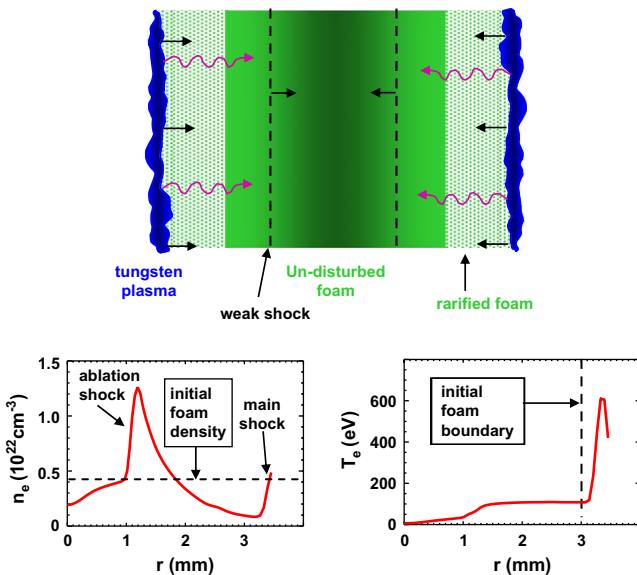 tungsten
plasma
Un-disturbed
foam
weak shock
rarified foam
1.5
1.0
0.5
0
n_e (10^22cm^-3)
ablation
shock
initial
foam
density
main
shock
0 1 2 3
r (mm)
600
400
200
0
T_e (eV)
initial
foam
boundary
0 1 2 3
r (mm)